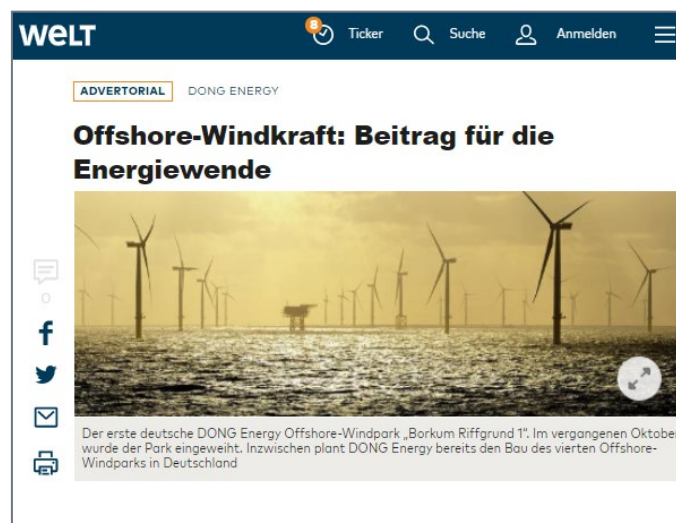 WELT
8
Ticker
Suche
Anmelden
ADVERTORIAL DONG ENERGY
Offshore-Windkraft: Beitrag für die
Energiewende
0
Der erste deutsche DONG Energy Offshore-Windpark „Borkum Riffgrund 1“. Im vergangenen Oktober
wurde der Park eingeweiht. Inzwischen plant DONG Energy bereits den Bau des vierten Offshore-
Windparks in Deutschland